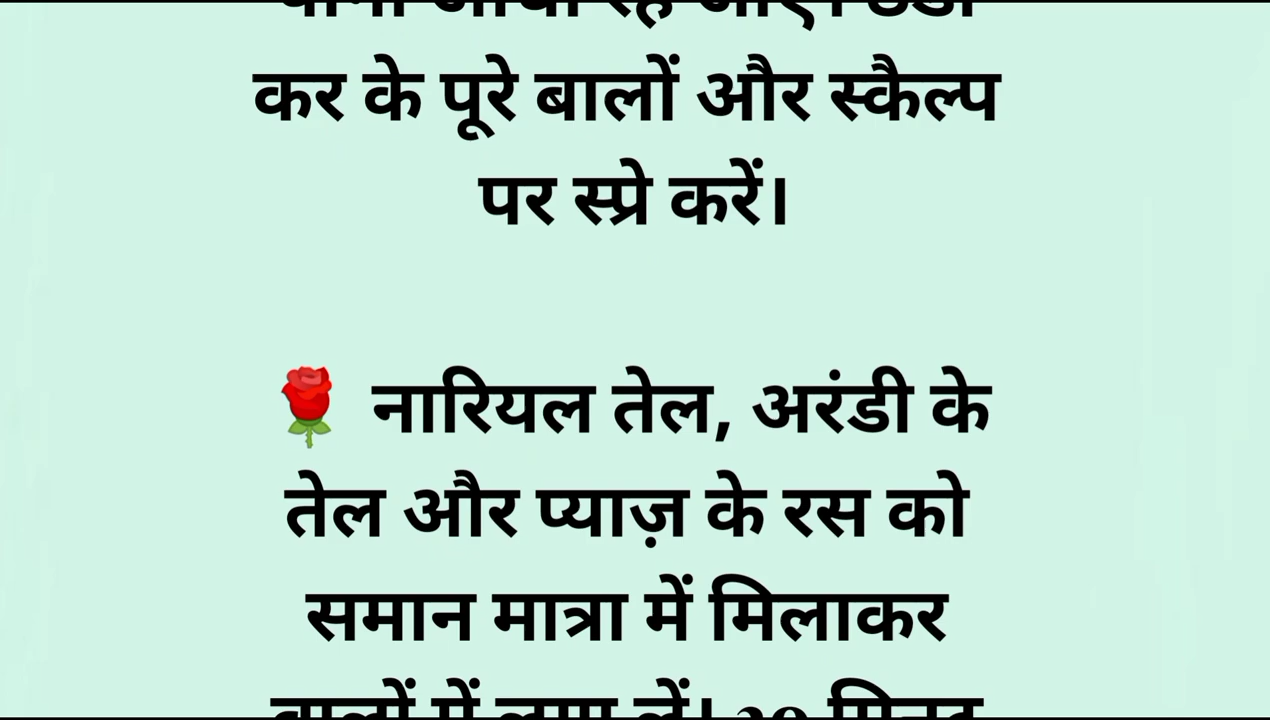 कर के पूरे बालों और स्कैल्प
पर स्प्रे करें।
🌹 नारियल तेल, अरंडी के
तेल और प्याज़ के रस को
समान मात्रा में मिलाकर